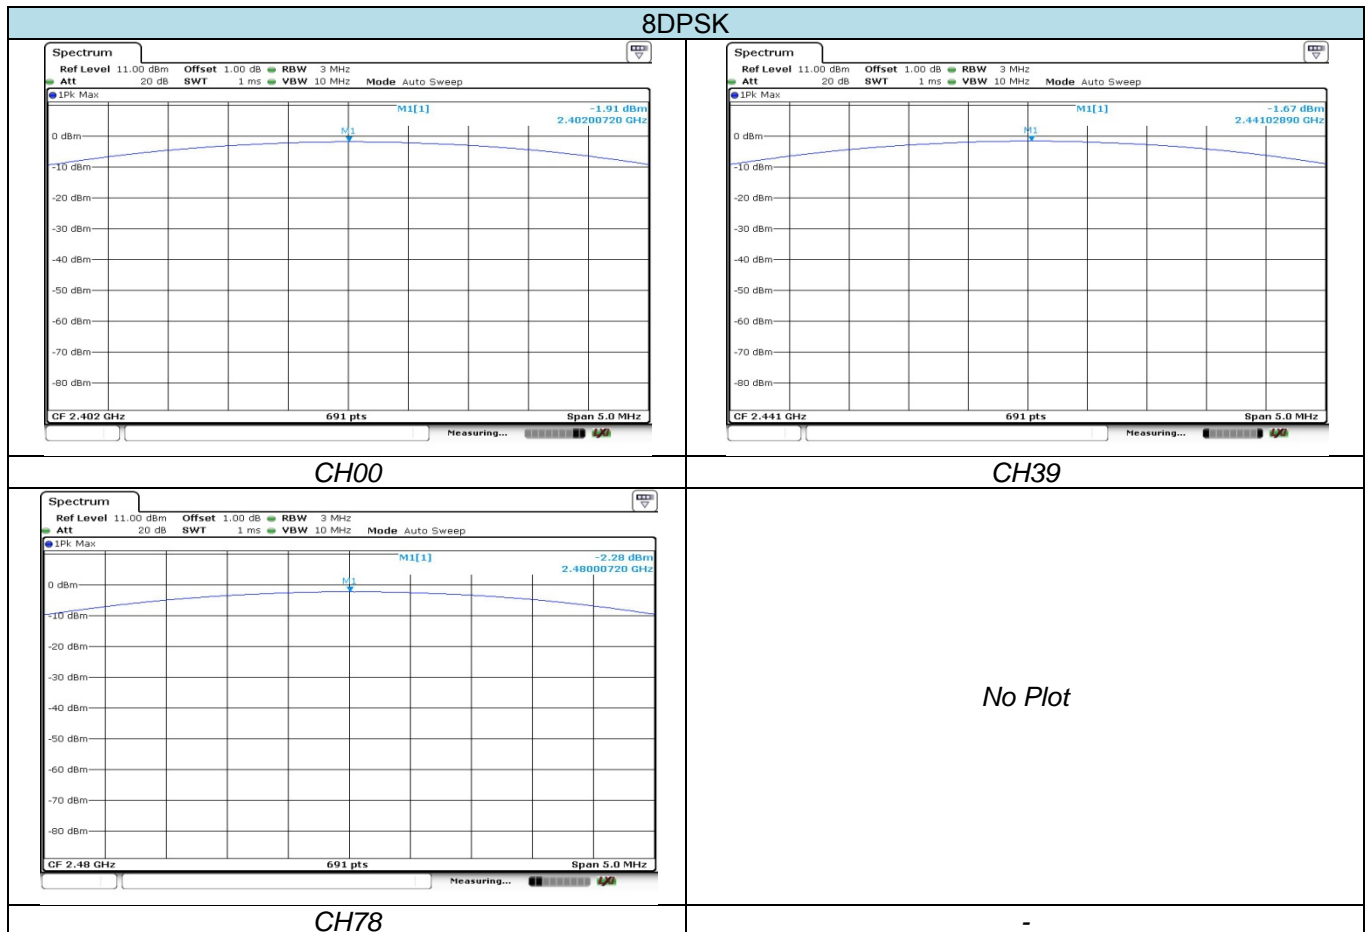 8DPSK
Spectrum
Ref Level 11.00 dBm Offset 1.00 dB RBW 3 MHz
Att 20 dB SWT 1 ms VBW 10 MHz Mode Auto Sweep
1Pk Max
M1[1] -1.91 dBm
2.40200720 GHz
M1
0 dBm
-10 dBm
-20 dBm
-30 dBm
-40 dBm
-50 dBm
-60 dBm
-70 dBm
-80 dBm
CF 2.402 GHz 691 pts Span 5.0 MHz
Measuring...
CH00
Spectrum
Ref Level 11.00 dBm Offset 1.00 dB RBW 3 MHz
Att 20 dB SWT 1 ms VBW 10 MHz Mode Auto Sweep
1Pk Max
M1[1] -1.67 dBm
2.44102890 GHz
M1
0 dBm
-10 dBm
-20 dBm
-30 dBm
-40 dBm
-50 dBm
-60 dBm
-70 dBm
-80 dBm
CF 2.441 GHz 691 pts Span 5.0 MHz
Measuring...
CH39
Spectrum
Ref Level 11.00 dBm Offset 1.00 dB RBW 3 MHz
Att 20 dB SWT 1 ms VBW 10 MHz Mode Auto Sweep
1Pk Max
M1[1] -2.28 dBm
2.48000720 GHz
M1
0 dBm
-10 dBm
-20 dBm
-30 dBm
-40 dBm
-50 dBm
-60 dBm
-70 dBm
-80 dBm
CF 2.48 GHz 691 pts Span 5.0 MHz
Measuring...
CH78
No Plot
-